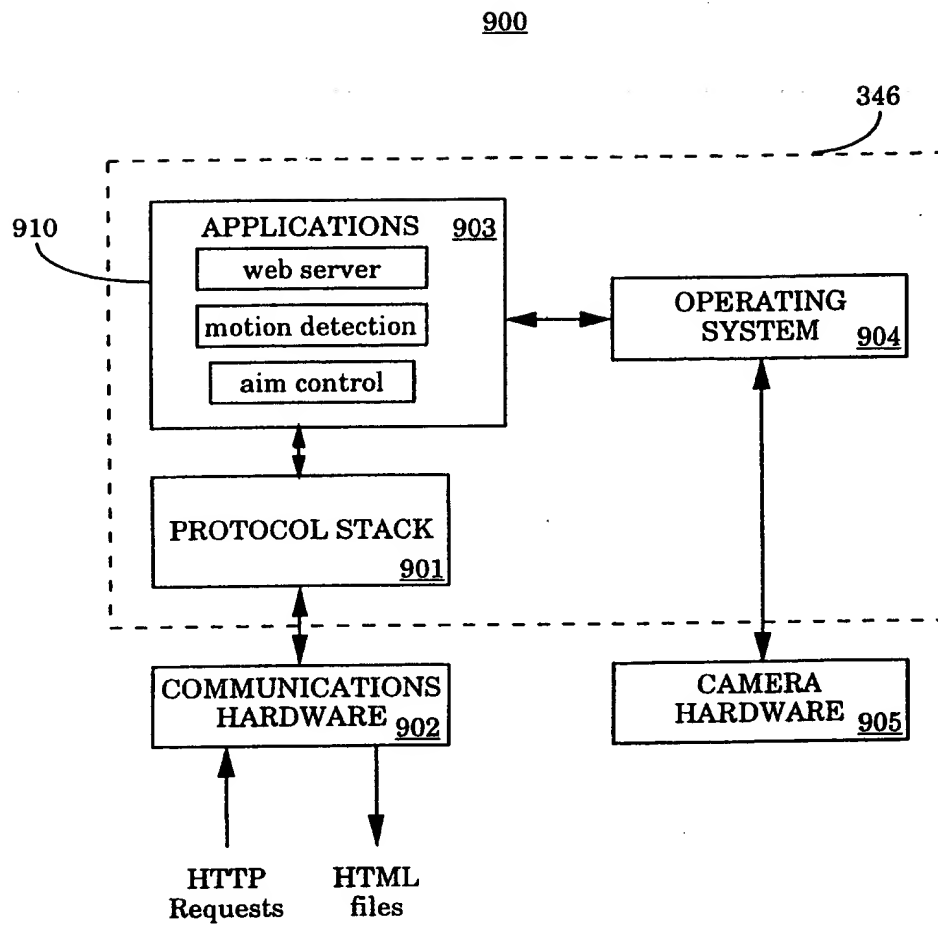 900
346
910
APPLICATIONS
903
web server
motion detection
aim control
OPERATING
SYSTEM
904
PROTOCOL STACK
901
COMMUNICATIONS
HARDWARE
902
CAMERA
HARDWARE
905
HTTP
Requests
HTML
files